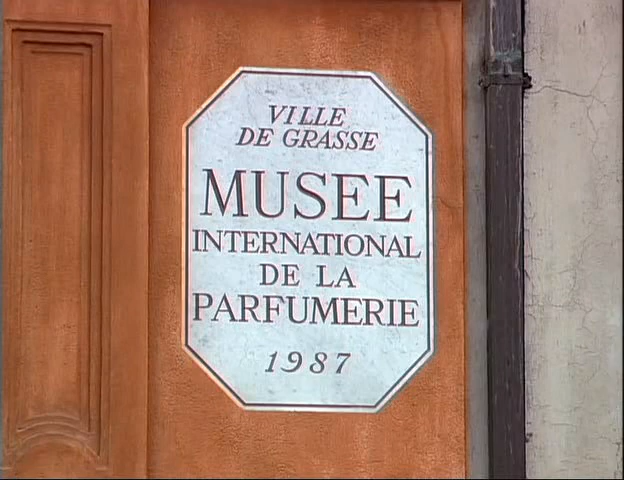 VILLE
DE GRASSE
MUSEE
INTERNATIONAL
DE LA
PARFUMERIE
1987